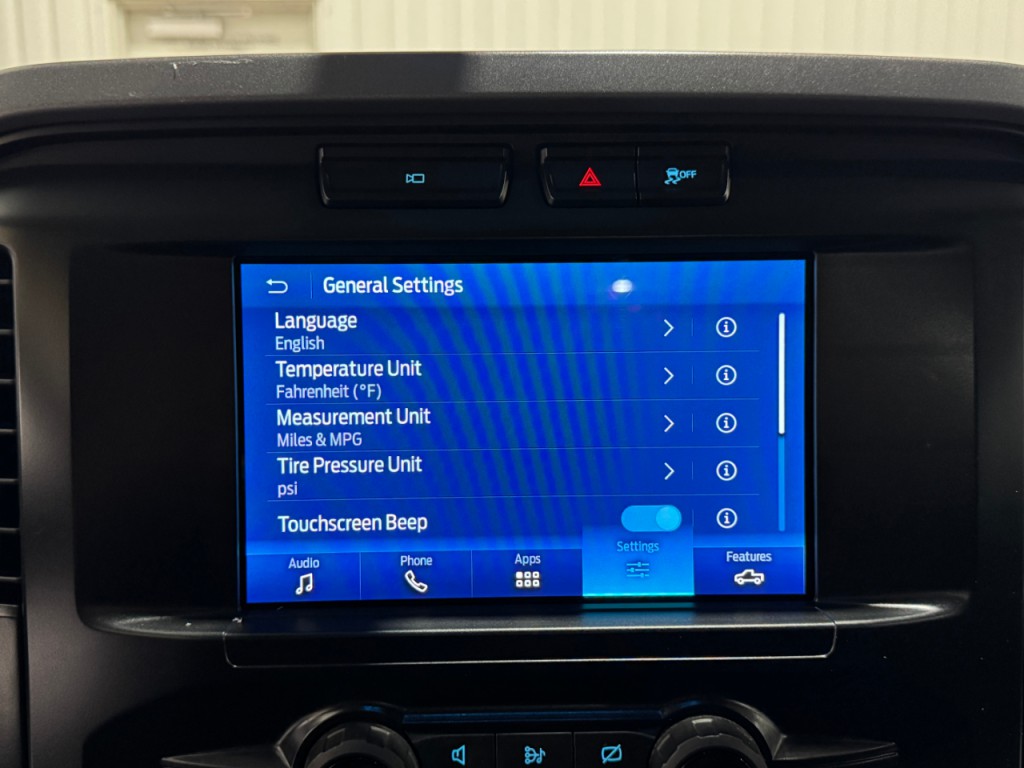 OFF
General Settings
Language
English
Temperature Unit
Fahrenheit (°F)
Measurement Unit
Miles & MPG
Tire Pressure Unit
psi
Touchscreen Beep
Audio
Phone
Apps
Settings
Features